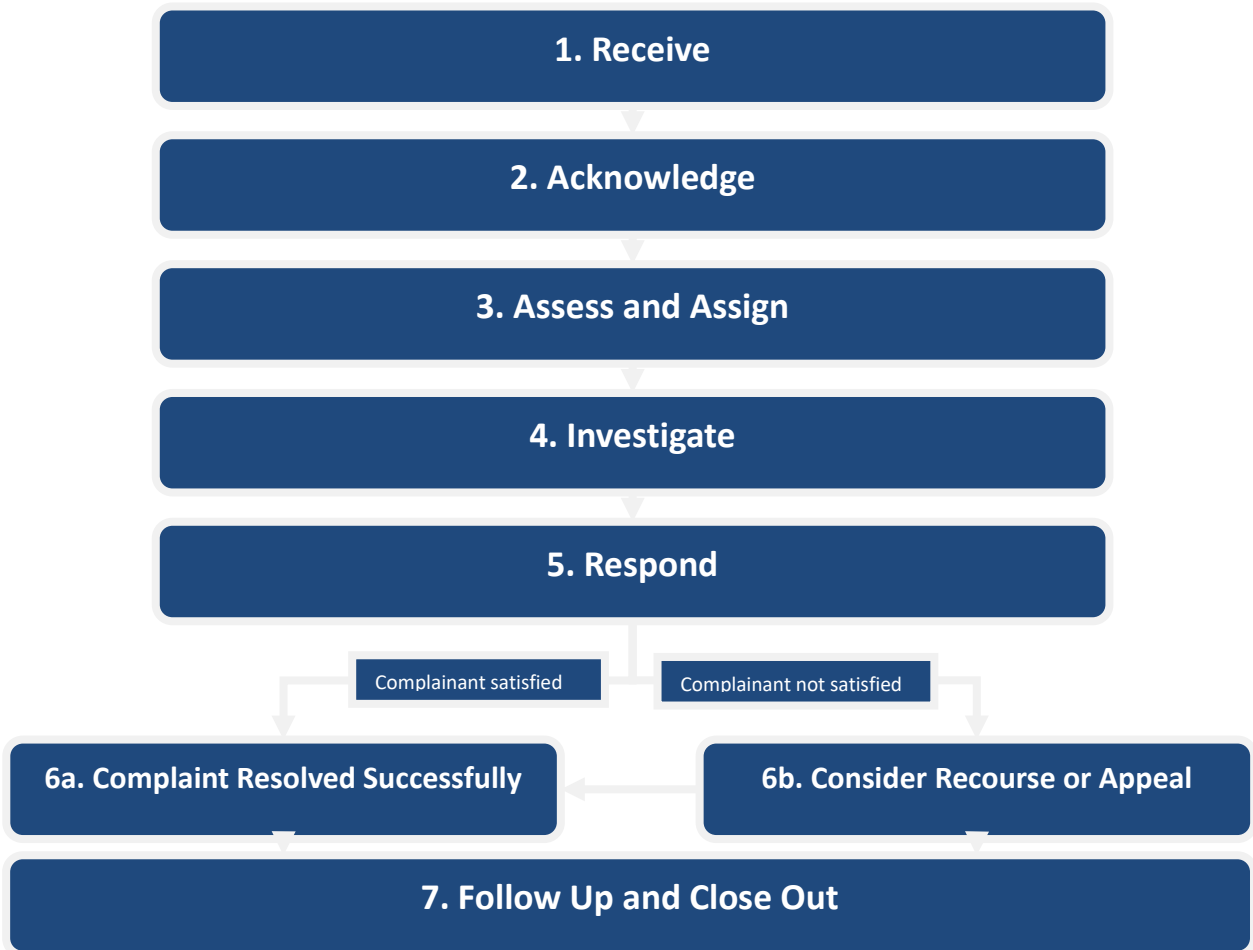 1. Receive
2. Acknowledge
3. Assess and Assign
4. Investigate
5. Respond
Complainant satisfied
Complainant not satisfied
6a. Complaint Resolved Successfully
6b. Consider Recourse or Appeal
7. Follow Up and Close Out